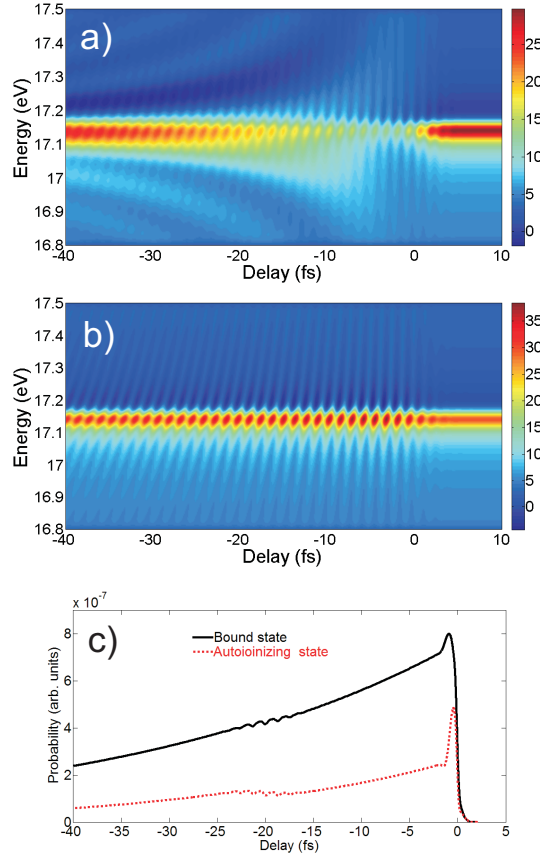 a)
17.5
17.4
17.3
17.2
17.1
17
16.9
16.8
Energy (eV)
-40 -30 -20 -10 0 10
Delay (fs)
30
25
20
15
10
5
0
b)
17.5
17.4
17.3
17.2
17.1
17
16.9
16.8
Energy (eV)
-40 -30 -20 -10 0 10
Delay (fs)
35
30
25
20
15
10
5
0
x 10^-7
c)
Bound state
Autoioinizing state
8
6
4
2
0
Probability (arb. units)
-40 -35 -30 -25 -20 -15 -10 -5 0 5
Delay (fs)